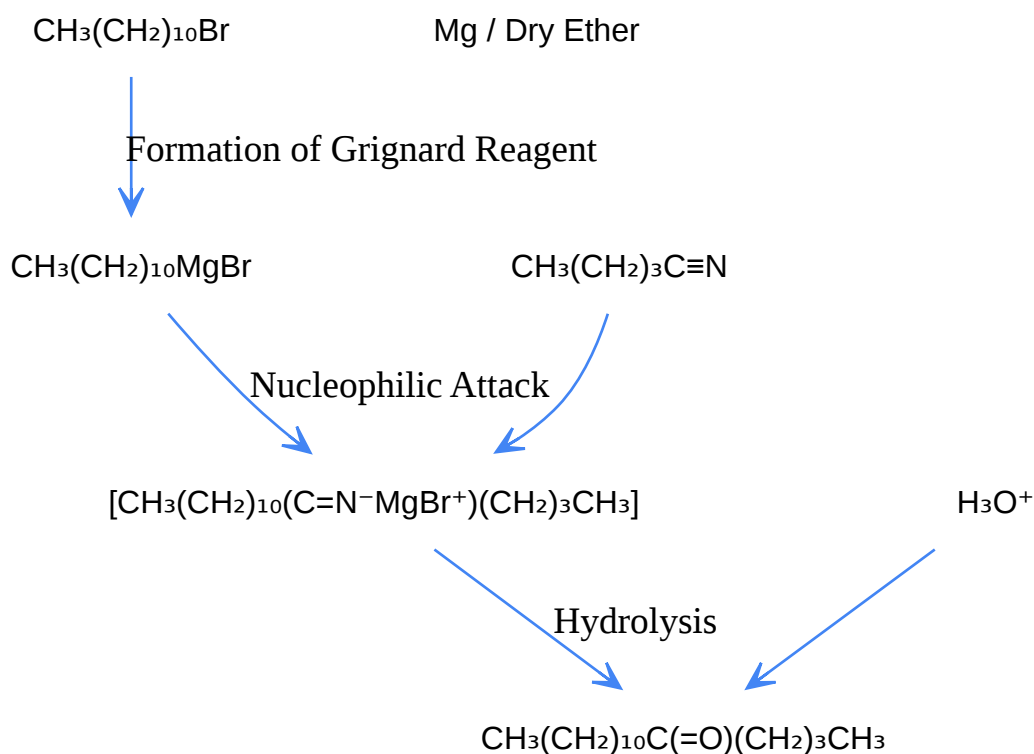 CH₃(CH₂)₁₀Br Mg / Dry Ether
Formation of Grignard Reagent
CH₃(CH₂)₁₀MgBr CH₃(CH₂)₃C≡N
Nucleophilic Attack
[CH₃(CH₂)₁₀(C=N⁻MgBr⁺)(CH₂)₃CH₃] H₃O⁺
Hydrolysis
CH₃(CH₂)₁₀C(=O)(CH₂)₃CH₃